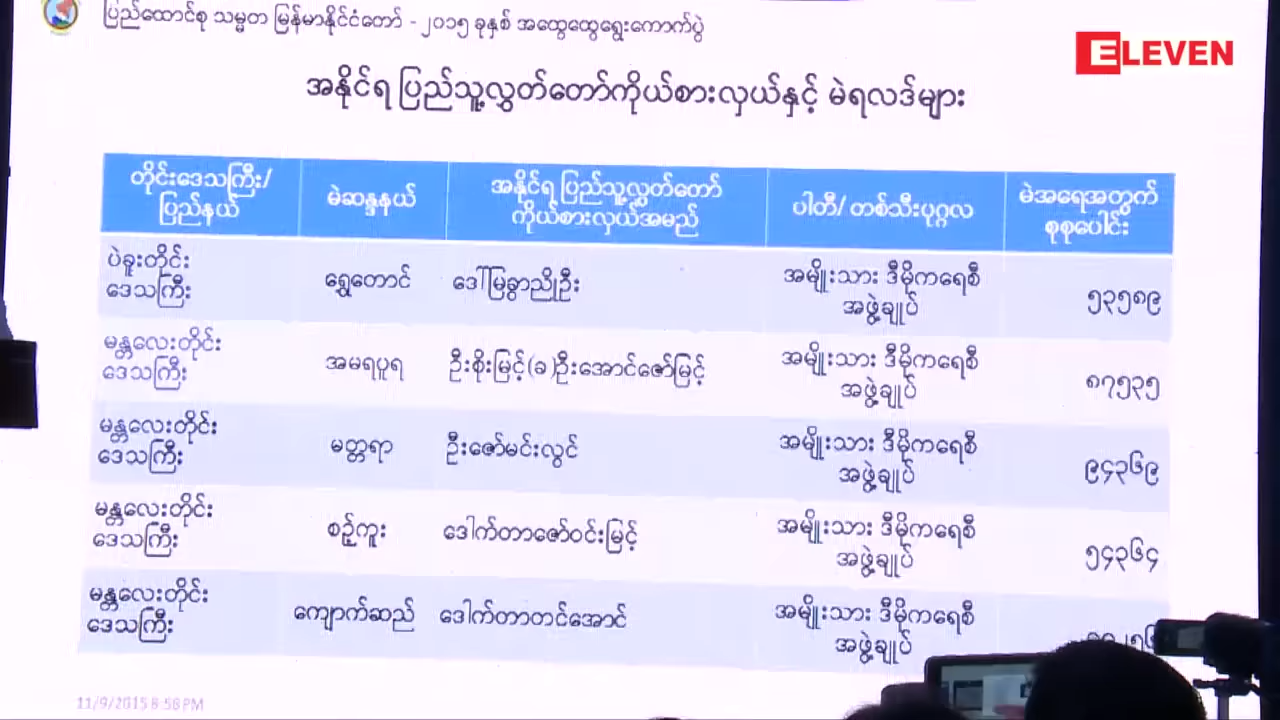 ပြည်ထောင်စု သမ္မတ မြန်မာနိုင်ငံတော် - ၂၀၁၅ ခုနှစ် အထွေထွေရွေးကောက်ပွဲ
ELEVEN
အနိုင်ရ ပြည်သူ့လွှတ်တော်ကိုယ်စားလှယ်နှင့် မဲရလဒ်များ
တိုင်းဒေသကြီး/
ပြည်နယ်
မဲဆန္ဒနယ်
အနိုင်ရ ပြည်သူ့လွှတ်တော်
ကိုယ်စားလှယ်အမည်
ပါတီ/ တစ်သီးပုဂ္ဂလ
မဲအရေအတွက်
စုစုပေါင်း
ပဲခူးတိုင်း
ဒေသကြီး
ရွှေတောင်
ဒေါ်မြခွာညိုဦး
အမျိုးသား ဒီမိုကရေစီ
အဖွဲ့ချုပ်
၅၃၅၈၉
မန္တလေးတိုင်း
ဒေသကြီး
အမရပူရ
ဦးစိုးမြင့်(ခ)ဦးအောင်ဇော်မြင့်
အမျိုးသား ဒီမိုကရေစီ
အဖွဲ့ချုပ်
၈၇၅၃၅
မန္တလေးတိုင်း
ဒေသကြီး
မတ္တရာ
ဦးဇော်မင်းလွင်
အမျိုးသား ဒီမိုကရေစီ
အဖွဲ့ချုပ်
၉၄၃၆၉
မန္တလေးတိုင်း
ဒေသကြီး
စဉ့်ကူး
ဒေါက်တာဇော်ဝင်းမြင့်
အမျိုးသား ဒီမိုကရေစီ
အဖွဲ့ချုပ်
၅၄၃၆၄
မန္တလေးတိုင်း
ဒေသကြီး
ကျောက်ဆည်
ဒေါက်တာတင်အောင်
အမျိုးသား ဒီမိုကရေစီ
အဖွဲ့ချုပ်
11/9/2015 8:58 PM